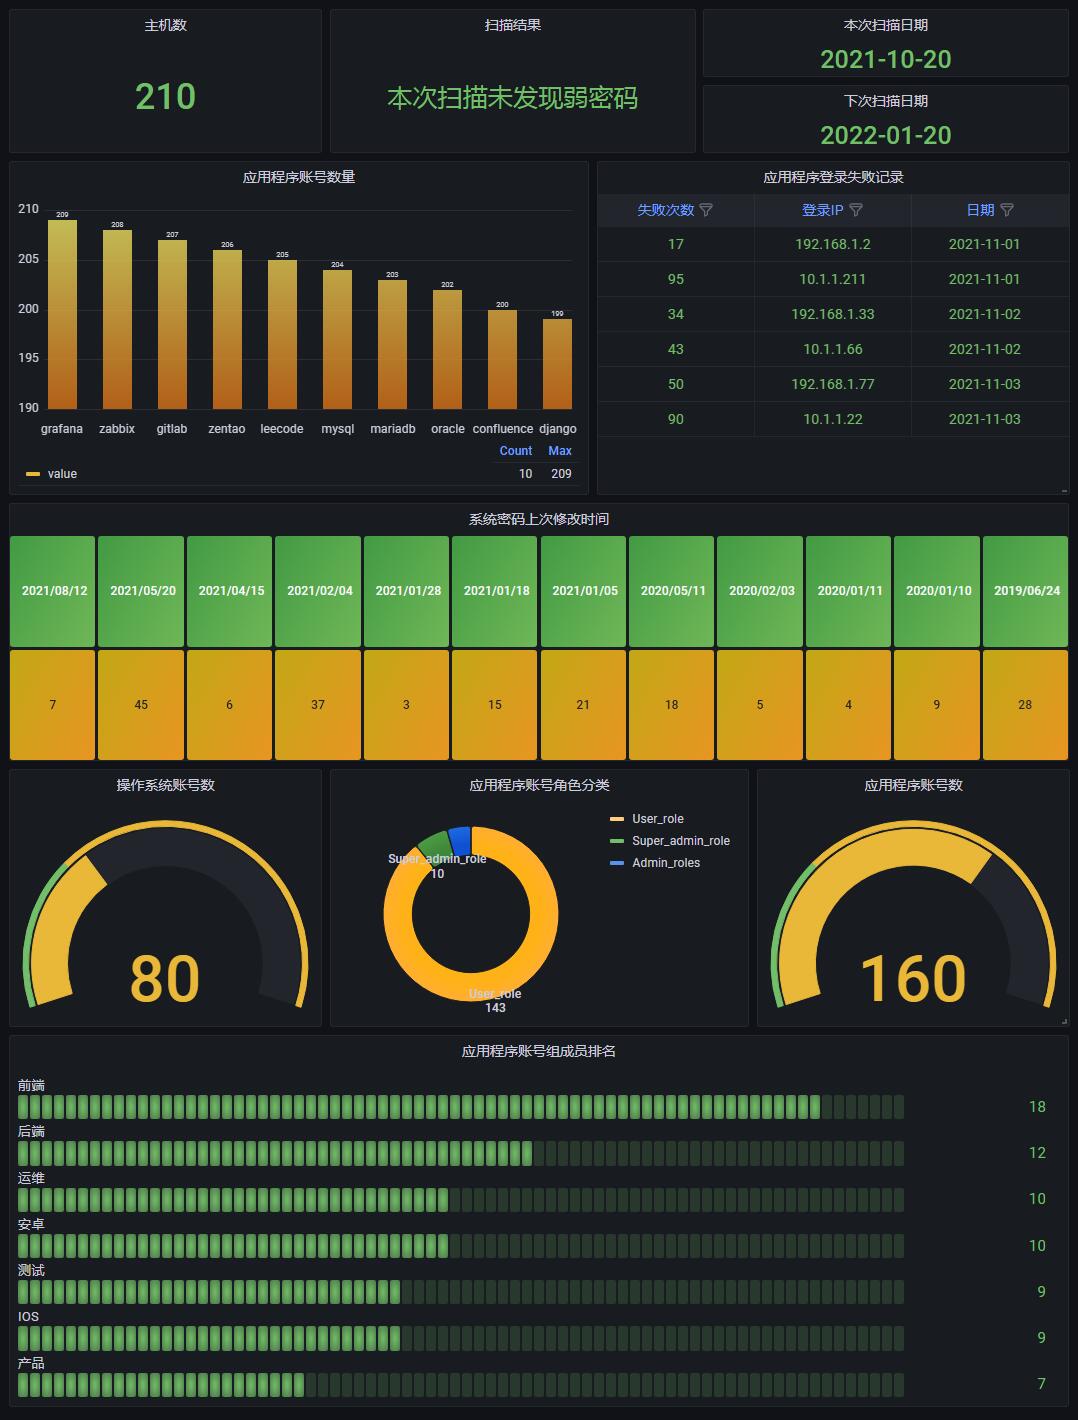 主机数
210
扫描结果
本次扫描未发现弱密码
本次扫描日期
2021-10-20
下次扫描日期
2022-01-20
应用程序账号数量
210
205
200
195
190
209
208
207
206
205
204
203
202
200
199
grafana zabbix gitlab zentao leecode mysql mariadb oracle confluence django
Count Max
value 10 209
应用程序登录失败记录
失败次数 登录IP 日期
17 192.168.1.2 2021-11-01
95 10.1.1.211 2021-11-01
34 192.168.1.33 2021-11-02
43 10.1.1.66 2021-11-02
50 192.168.1.77 2021-11-03
90 10.1.1.22 2021-11-03
系统密码上次修改时间
2021/08/12 2021/05/20 2021/04/15 2021/02/04 2021/01/28 2021/01/18 2021/01/05 2020/05/11 2020/02/03 2020/01/11 2020/01/10 2019/06/24
7 45 6 37 3 15 21 18 5 4 9 28
操作系统账号数
80
应用程序账号角色分类
User_role
Super_admin_role
Admin_roles
Super_admin_role
10
User_role
143
应用程序账号数
160
应用程序账号组成员排名
前端
18
后端
12
运维
10
安卓
10
测试
9
IOS
9
产品
7